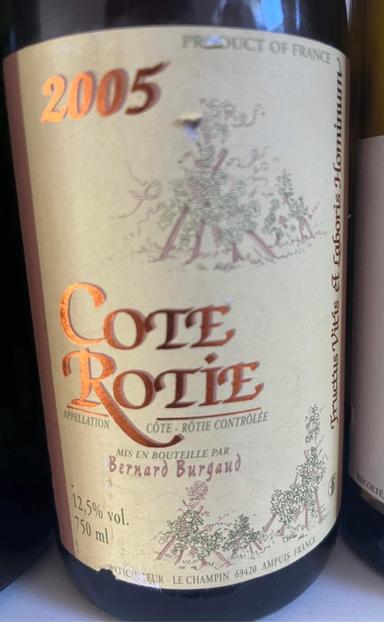 PRODUCT OF FRANCE
2005
Fructus Vitis Et Laboris Hominum
COTE
ROTIE
APPELLATION CÔTE - RÔTIE CONTRÔLÉE
MIS EN BOUTEILLE PAR
Bernard Burgaud
12,5% vol.
750 ml
LE CHAMPIN 69420 AMPUIS FRANCE